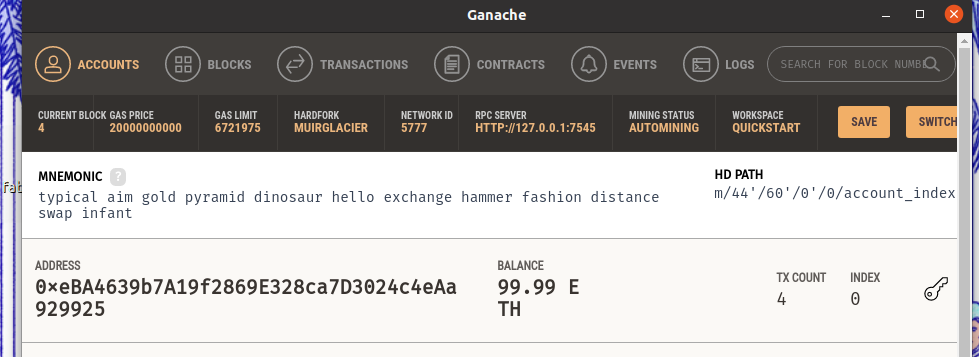 Ganache
ACCOUNTS BLOCKS TRANSACTIONS CONTRACTS EVENTS LOGS SEARCH FOR BLOCK NUMB
CURRENT BLOCK GAS PRICE GAS LIMIT HARDFORK NETWORK ID RPC SERVER MINING STATUS WORKSPACE
4 20000000000 6721975 MUIRGLACIER 5777 HTTP://127.0.0.1:7545 AUTOMINING QUICKSTART SAVE SWITCH
MNEMONIC ? HD PATH
typical aim gold pyramid dinosaur hello exchange hammer fashion distance m/44'/60'/0'/0/account_index
swap infant
fab
ADDRESS BALANCE TX COUNT INDEX
0×eBA4639b7A19f2869E328ca7D3024c4eAa 99.99 E 4 0
929925 TH